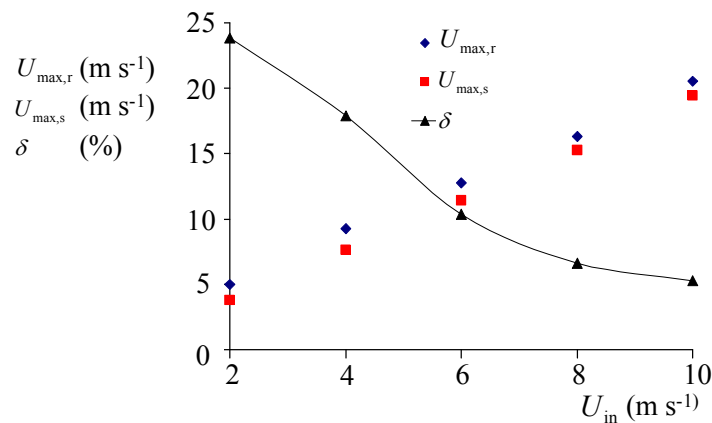 25
20
15
10
5
0
2
4
6
8
10
U_max,r (m s⁻¹)
U_max,s (m s⁻¹)
δ (%)
U_max,r
U_max,s
δ
U_in (m s⁻¹)